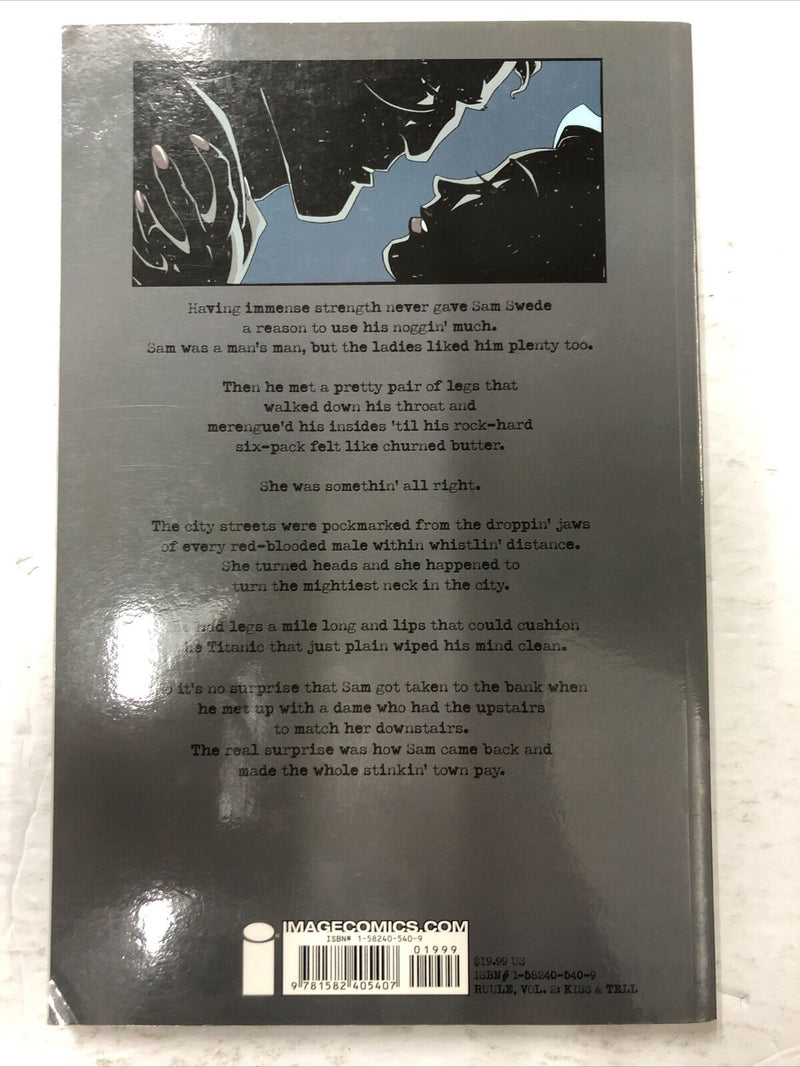 Having immense strength never gave Sam Swede
a reason to use his noggin' much.
Sam was a man's man, but the ladies liked him plenty too.
Then he met a pretty pair of legs that
walked down his throat and
merengue'd his insides 'til his rock-hard
six-pack felt like churned butter.
She was somethin' all right.
The city streets were pockmarked from the droppin' jaws
of every red-blooded male within whistlin' distance.
She turned heads and she happened to
turn the mightiest neck in the city.
had legs a mile long and lips that could cushion
Titanic that just plain wiped his mind clean.
it's no surprise that Sam got taken to the bank when
he met up with a dame who had the upstairs
to match her downstairs.
The real surprise was how Sam came back and
made the whole stinkin' town pay.
IMAGECOMICS.COM
ISBN# 1-58240-540-9
01999
9 781582 405407
$19.99 US
ISBN# 1-58240-540-9
RUULE, VOL. 2: KISS & TELL